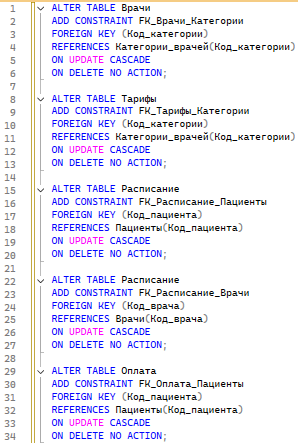 1 ALTER TABLE Врачи
2 ADD CONSTRAINT FK_Врачи_Категории
3 FOREIGN KEY (Код_категории)
4 REFERENCES Категории_врачей(Код_категории)
5 ON UPDATE CASCADE
6 ON DELETE NO ACTION;
7
8 ALTER TABLE Тарифы
9 ADD CONSTRAINT FK_Тарифы_Категории
10 FOREIGN KEY (Код_категории)
11 REFERENCES Категории_врачей(Код_категории)
12 ON UPDATE CASCADE
13 ON DELETE NO ACTION;
14
15 ALTER TABLE Расписание
16 ADD CONSTRAINT FK_Расписание_Пациенты
17 FOREIGN KEY (Код_пациента)
18 REFERENCES Пациенты(Код_пациента)
19 ON UPDATE CASCADE
20 ON DELETE NO ACTION;
21
22 ALTER TABLE Расписание
23 ADD CONSTRAINT FK_Расписание_Врачи
24 FOREIGN KEY (Код_врача)
25 REFERENCES Врачи(Код_врача)
26 ON UPDATE CASCADE
27 ON DELETE NO ACTION;
28
29 ALTER TABLE Оплата
30 ADD CONSTRAINT FK_Оплата_Пациенты
31 FOREIGN KEY (Код_пациента)
32 REFERENCES Пациенты(Код_пациента)
33 ON UPDATE CASCADE
34 ON DELETE NO ACTION;